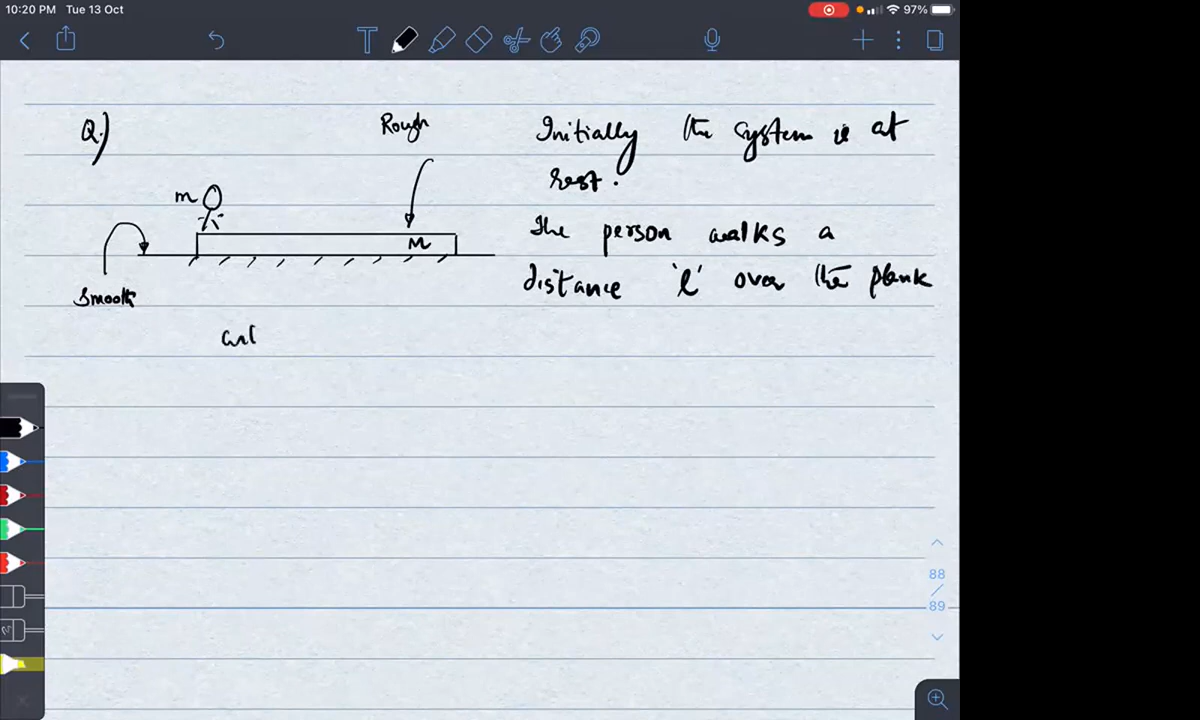 10:20 PM Tue 13 Oct
97%
Q.)
Rough
Initially the system is at
rest.
m
The person walks a
M
distance 'l' over the plank
Smooth
88
89